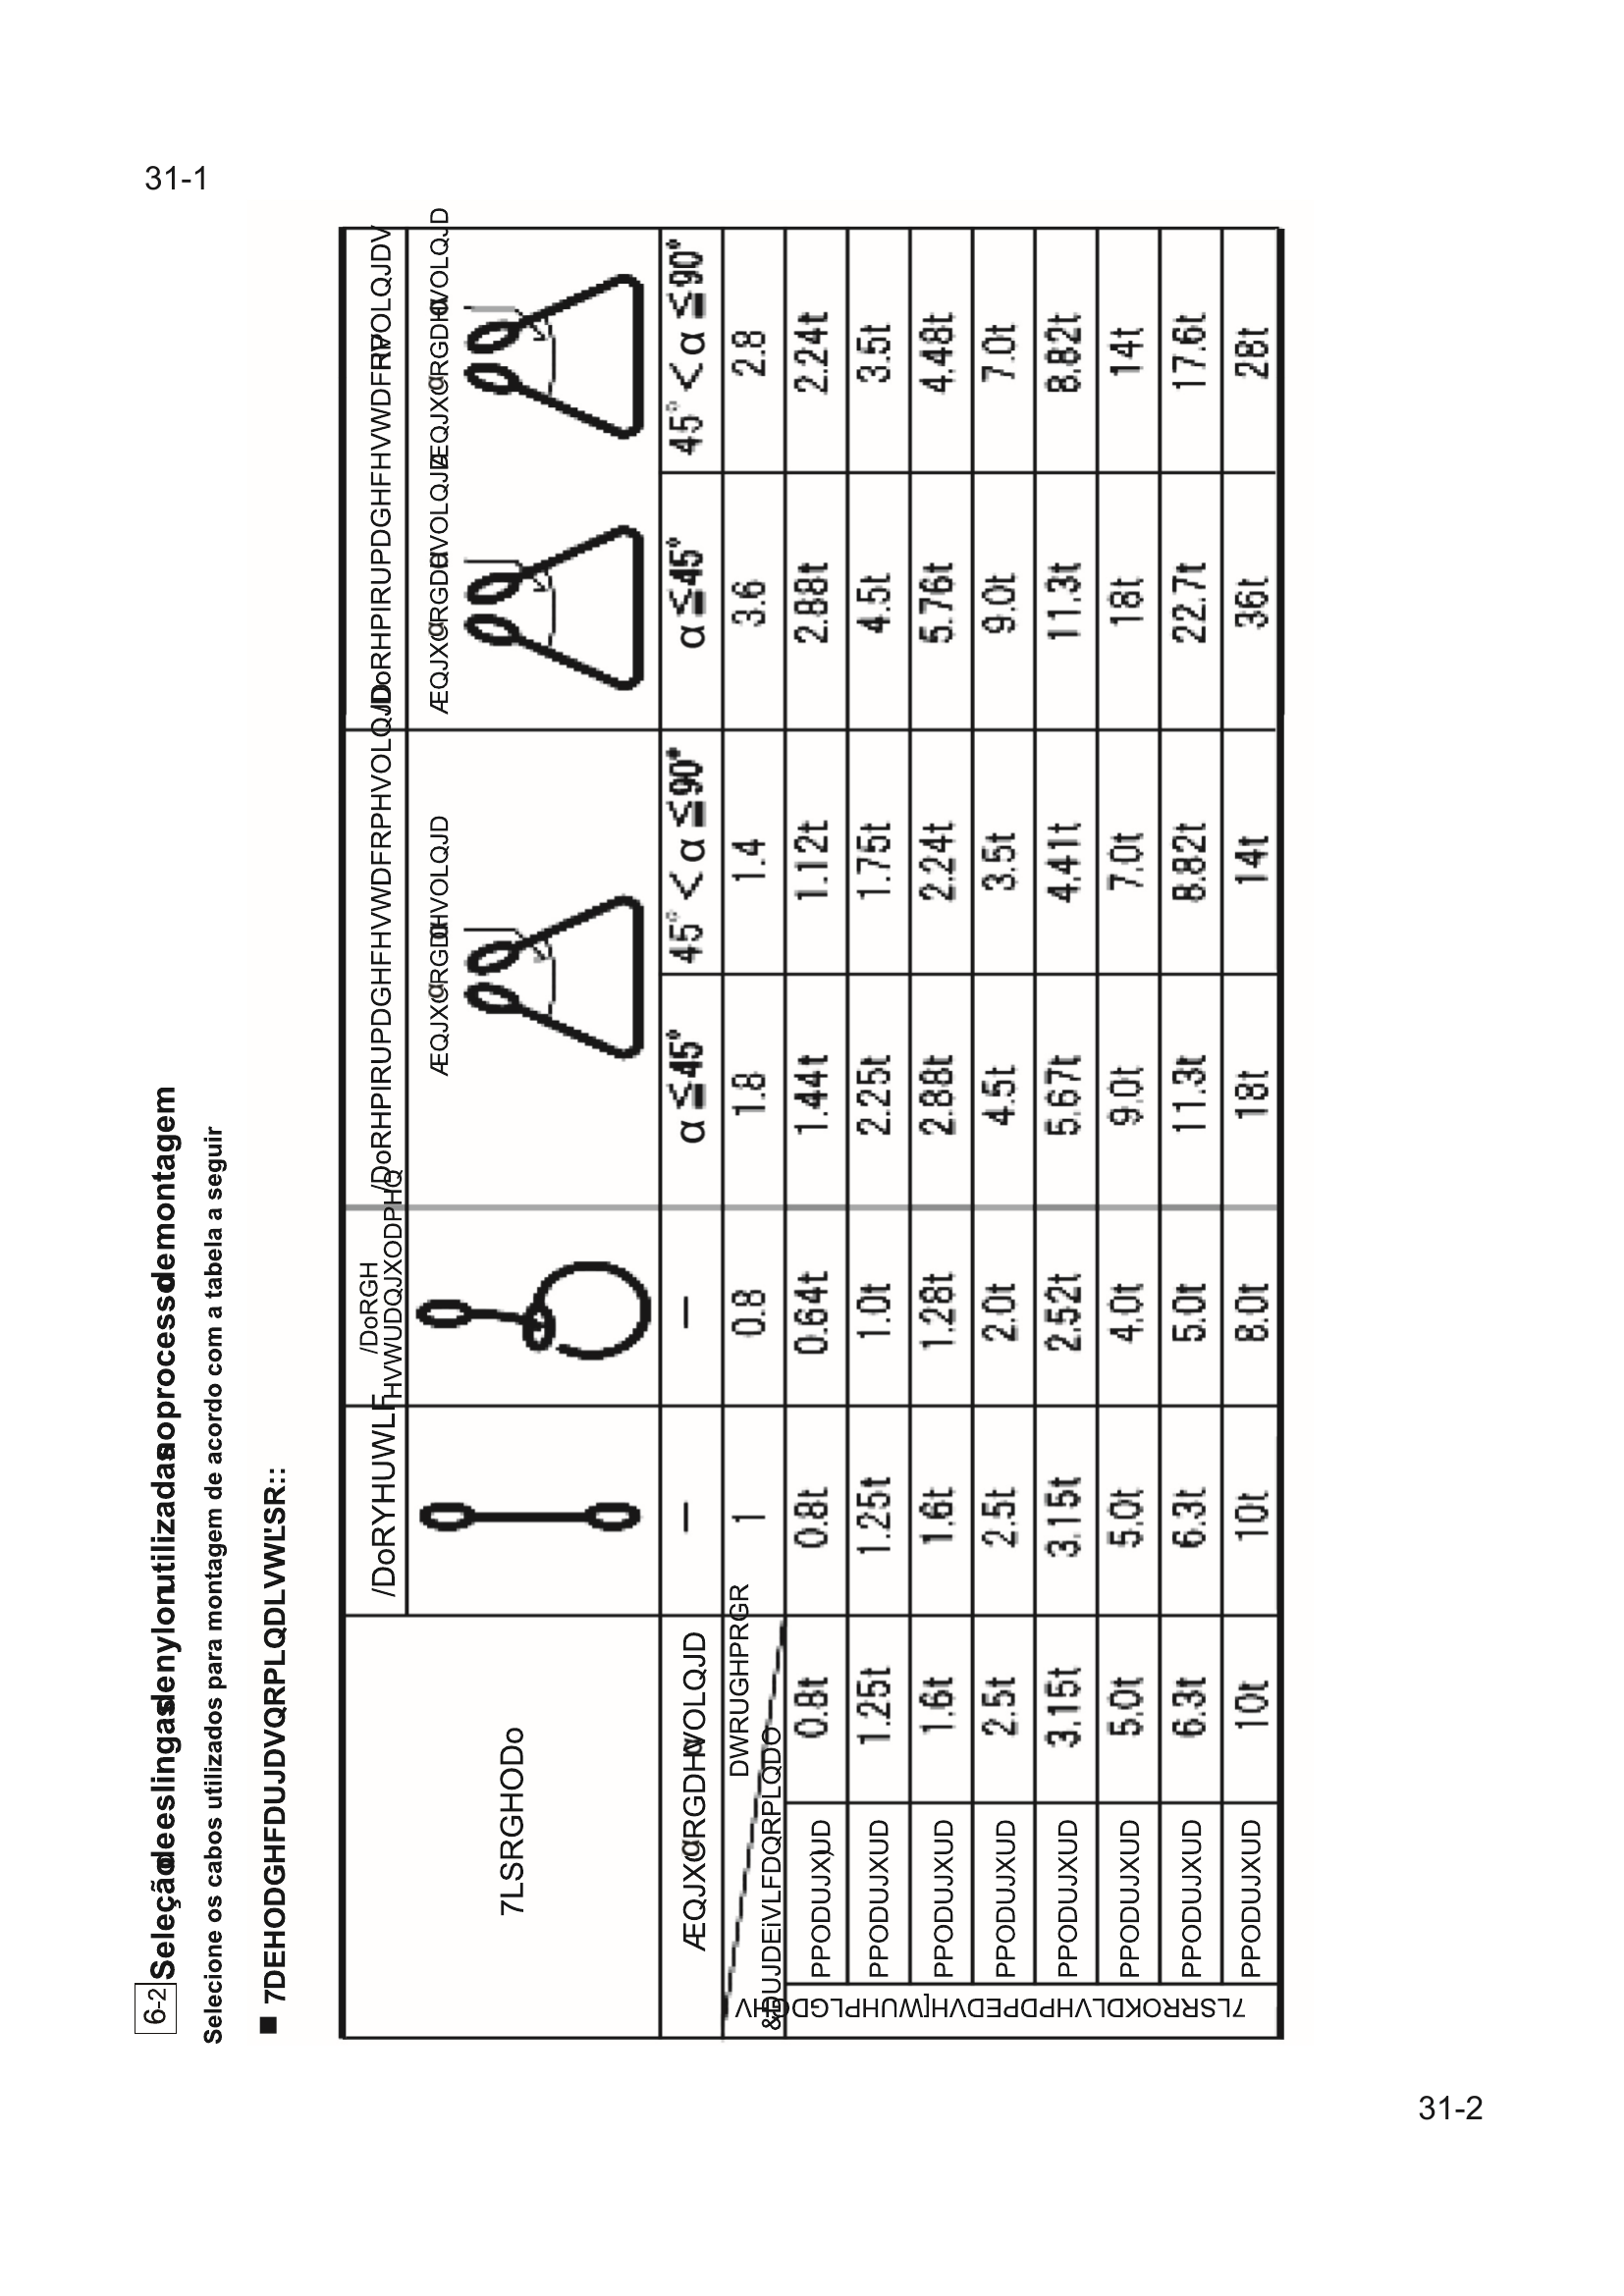 31-1
6-2 Seleção de eslingas de nylon utilizadas no processo de montagem
Selecione os cabos utilizados para montagem de acordo com a tabela a seguir
■ 7DEHODGHFDUJDVQRPLQDLVWLSR::
7LSRGHODo
/DoRYHUWLF
/DoRGH
HVWUDQJXODPHQ
/DoRHPIRUPDGHFHVWDFRPHVOLQJD
/DoRHPIRUPDGHFHVWDFRP VOLQJDV
ÆQJXORGDHVOLQJD α
ÆQJXORGDHVOLQJD α
ÆQJXORGDHVOLQJD α
ÆQJXORGDHVOLQJD α — — α≦45° 45°<α≦90° α≦45° 45°<α≦90°
DWRUGHPRGR 1 0.8 1.8 1.4 3.6 2.8
&DUJDEiVLFDQRPLQDO
7LSRROKDLVHPDPEDVH[WUHPLGDGHV
PPODUJXUD 0.8t 0.8t 0.64t 1.44t 1.12t 2.88t 2.24t
PPODUJXUD 1.25t 1.25t 1.0t 2.25t 1.75t 4.5t 3.5t
PPODUJXUD 1.6t 1.6t 1.28t 2.88t 2.24t 5.76t 4.48t
PPODUJXUD 2.5t 2.5t 2.0t 4.5t 3.5t 9.0t 7.0t
PPODUJXUD 3.15t 3.15t 2.52t 5.67t 4.41t 11.3t 8.82t
PPODUJXUD 5.0t 5.0t 4.0t 9.0t 7.0t 18t 14t
PPODUJXUD 6.3t 6.3t 5.0t 11.3t 8.82t 22.7t 17.6t
PPODUJXUD 10t 10t 8.0t 18t 14t 36t 28t
31-2